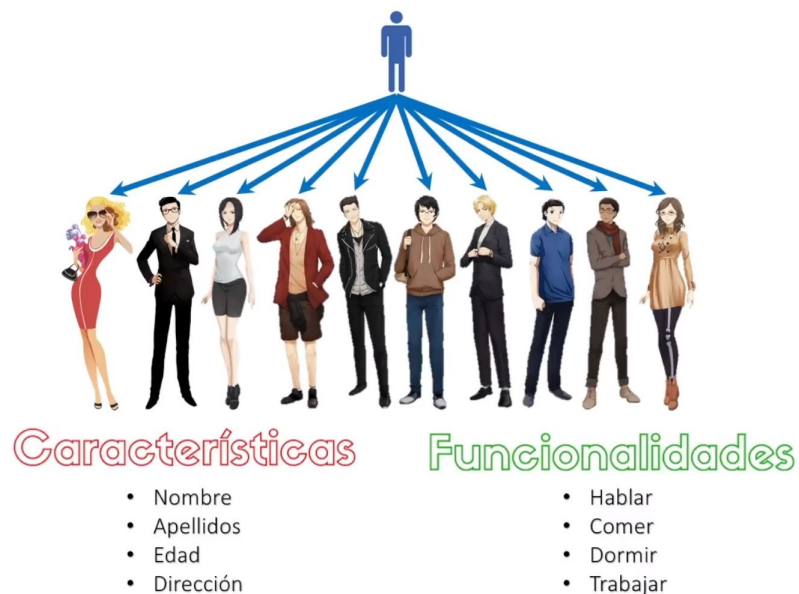 Características
• Nombre
• Apellidos
• Edad
• Dirección
Funcionalidades
• Hablar
• Comer
• Dormir
• Trabajar